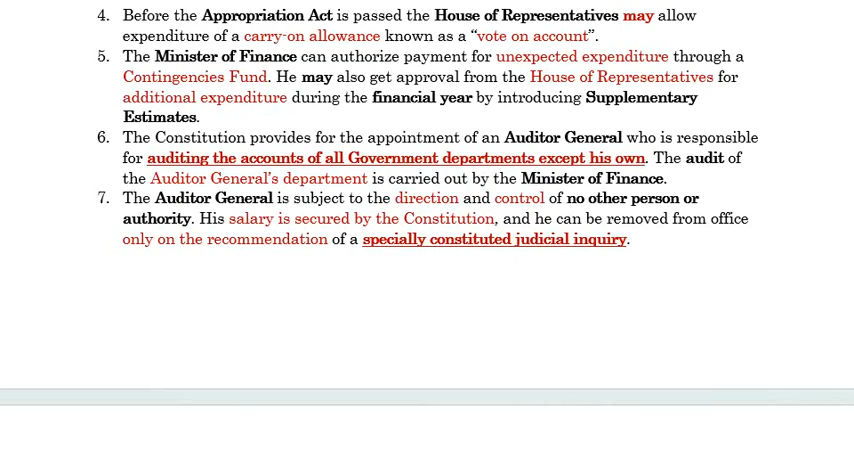 4. Before the Appropriation Act is passed the House of Representatives may allow
expenditure of a carry-on allowance known as a “vote on account”.
5. The Minister of Finance can authorize payment for unexpected expenditure through a
Contingencies Fund. He may also get approval from the House of Representatives for
additional expenditure during the financial year by introducing Supplementary
Estimates.
6. The Constitution provides for the appointment of an Auditor General who is responsible
for auditing the accounts of all Government departments except his own. The audit of
the Auditor General’s department is carried out by the Minister of Finance.
7. The Auditor General is subject to the direction and control of no other person or
authority. His salary is secured by the Constitution, and he can be removed from office
only on the recommendation of a specially constituted judicial inquiry.